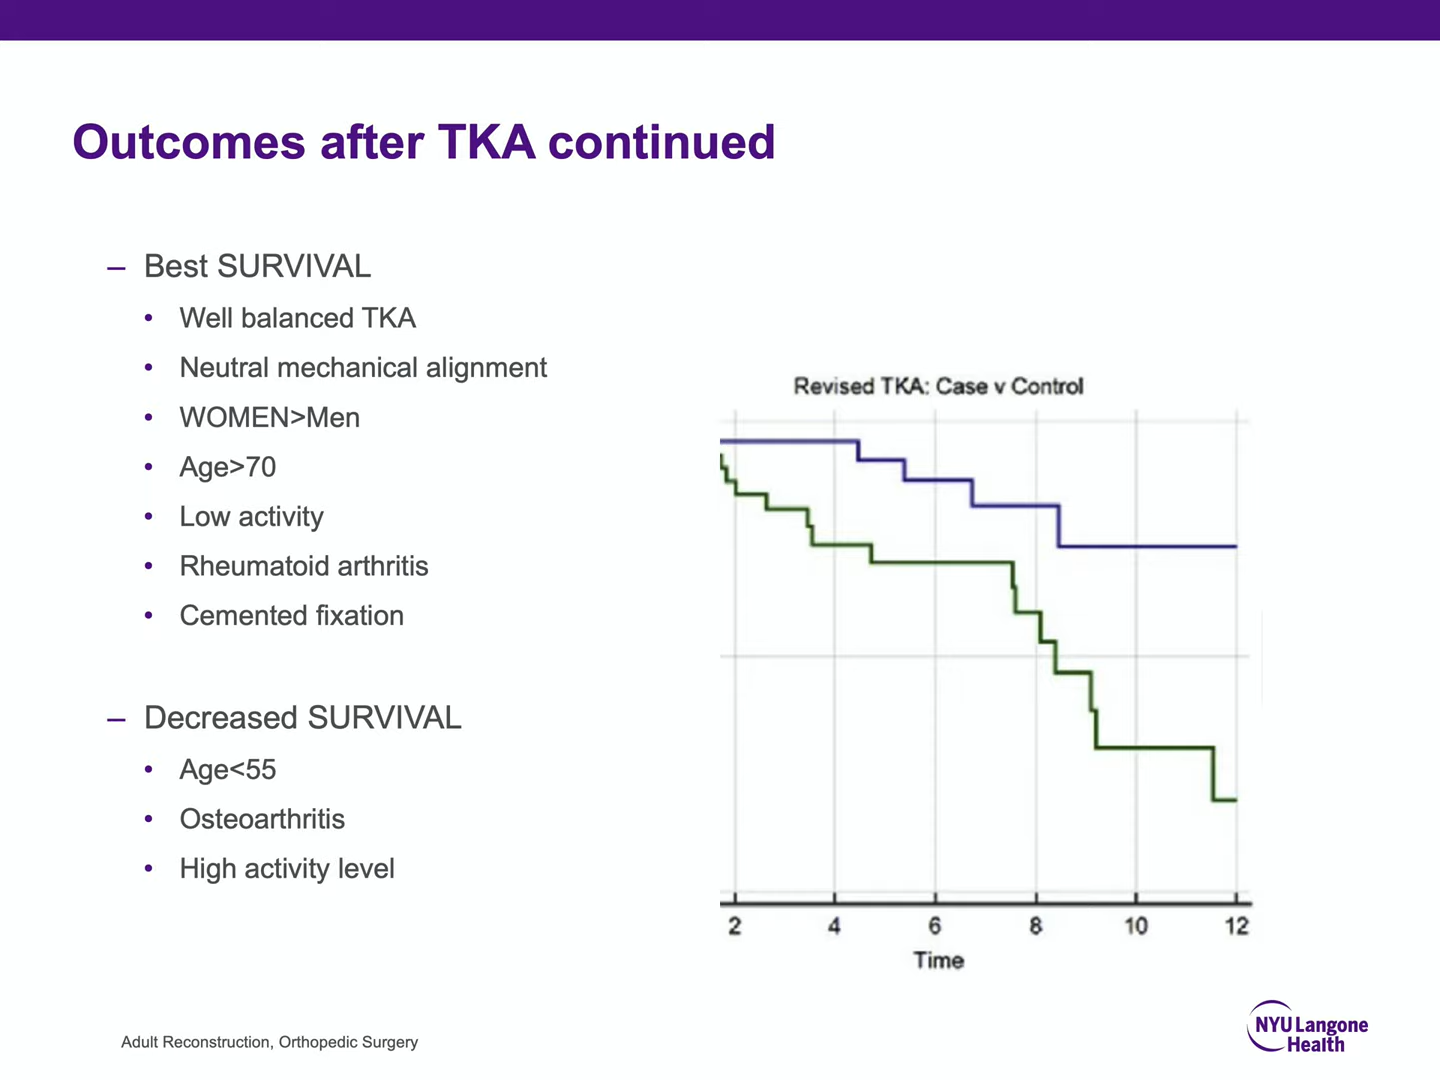 Outcomes after TKA continued
– Best SURVIVAL
• Well balanced TKA
• Neutral mechanical alignment
• WOMEN>Men
• Age>70
• Low activity
• Rheumatoid arthritis
• Cemented fixation
– Decreased SURVIVAL
• Age<55
• Osteoarthritis
• High activity level
Revised TKA: Case v Control
2 4 6 8 10 12
Time
Adult Reconstruction, Orthopedic Surgery
NYU Langone
Health